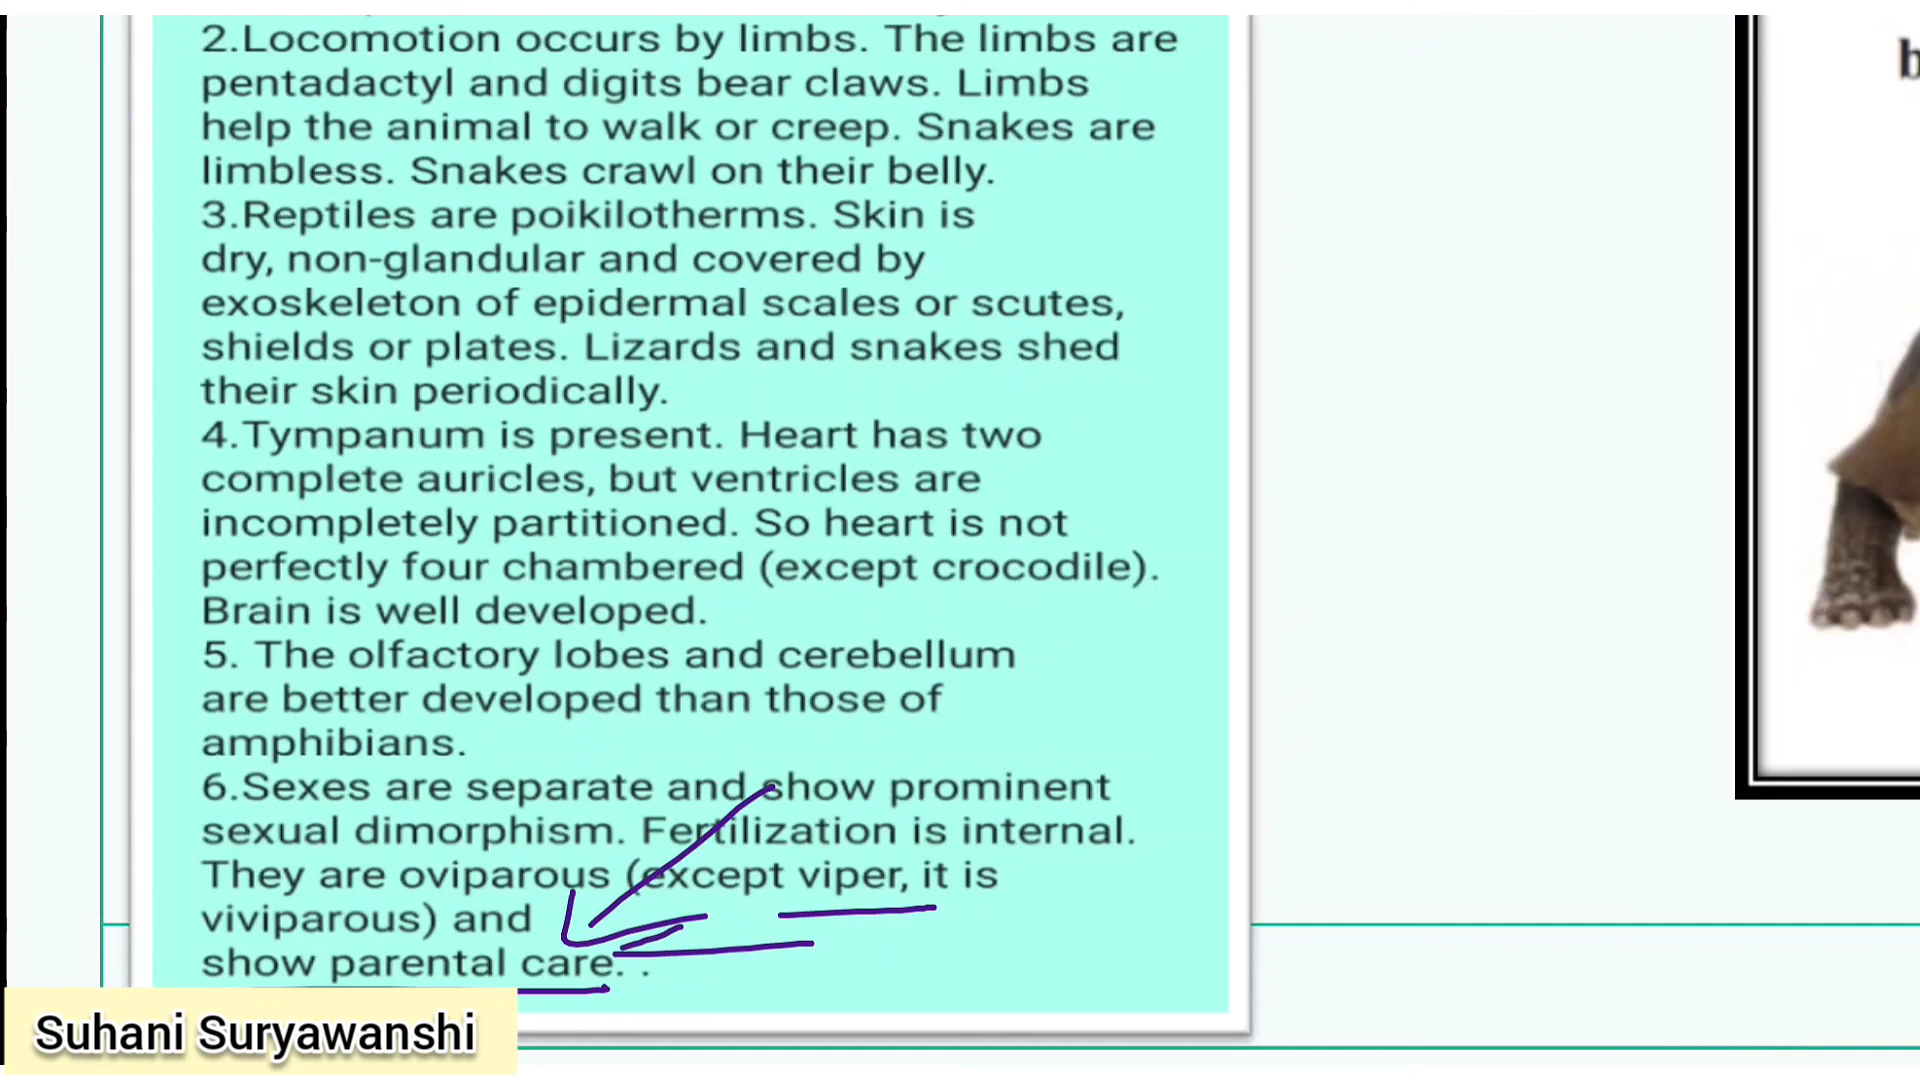 2.Locomotion occurs by limbs. The limbs are
pentadactyl and digits bear claws. Limbs
help the animal to walk or creep. Snakes are
limbless. Snakes crawl on their belly.
3.Reptiles are poikilotherms. Skin is
dry, non-glandular and covered by
exoskeleton of epidermal scales or scutes,
shields or plates. Lizards and snakes shed
their skin periodically.
4.Tympanum is present. Heart has two
complete auricles, but ventricles are
incompletely partitioned. So heart is not
perfectly four chambered (except crocodile).
Brain is well developed.
5. The olfactory lobes and cerebellum
are better developed than those of
amphibians.
6.Sexes are separate and show prominent
sexual dimorphism. Fertilization is internal.
They are oviparous (except viper, it is
viviparous) and
show parental care. .
Suhani Suryawanshi